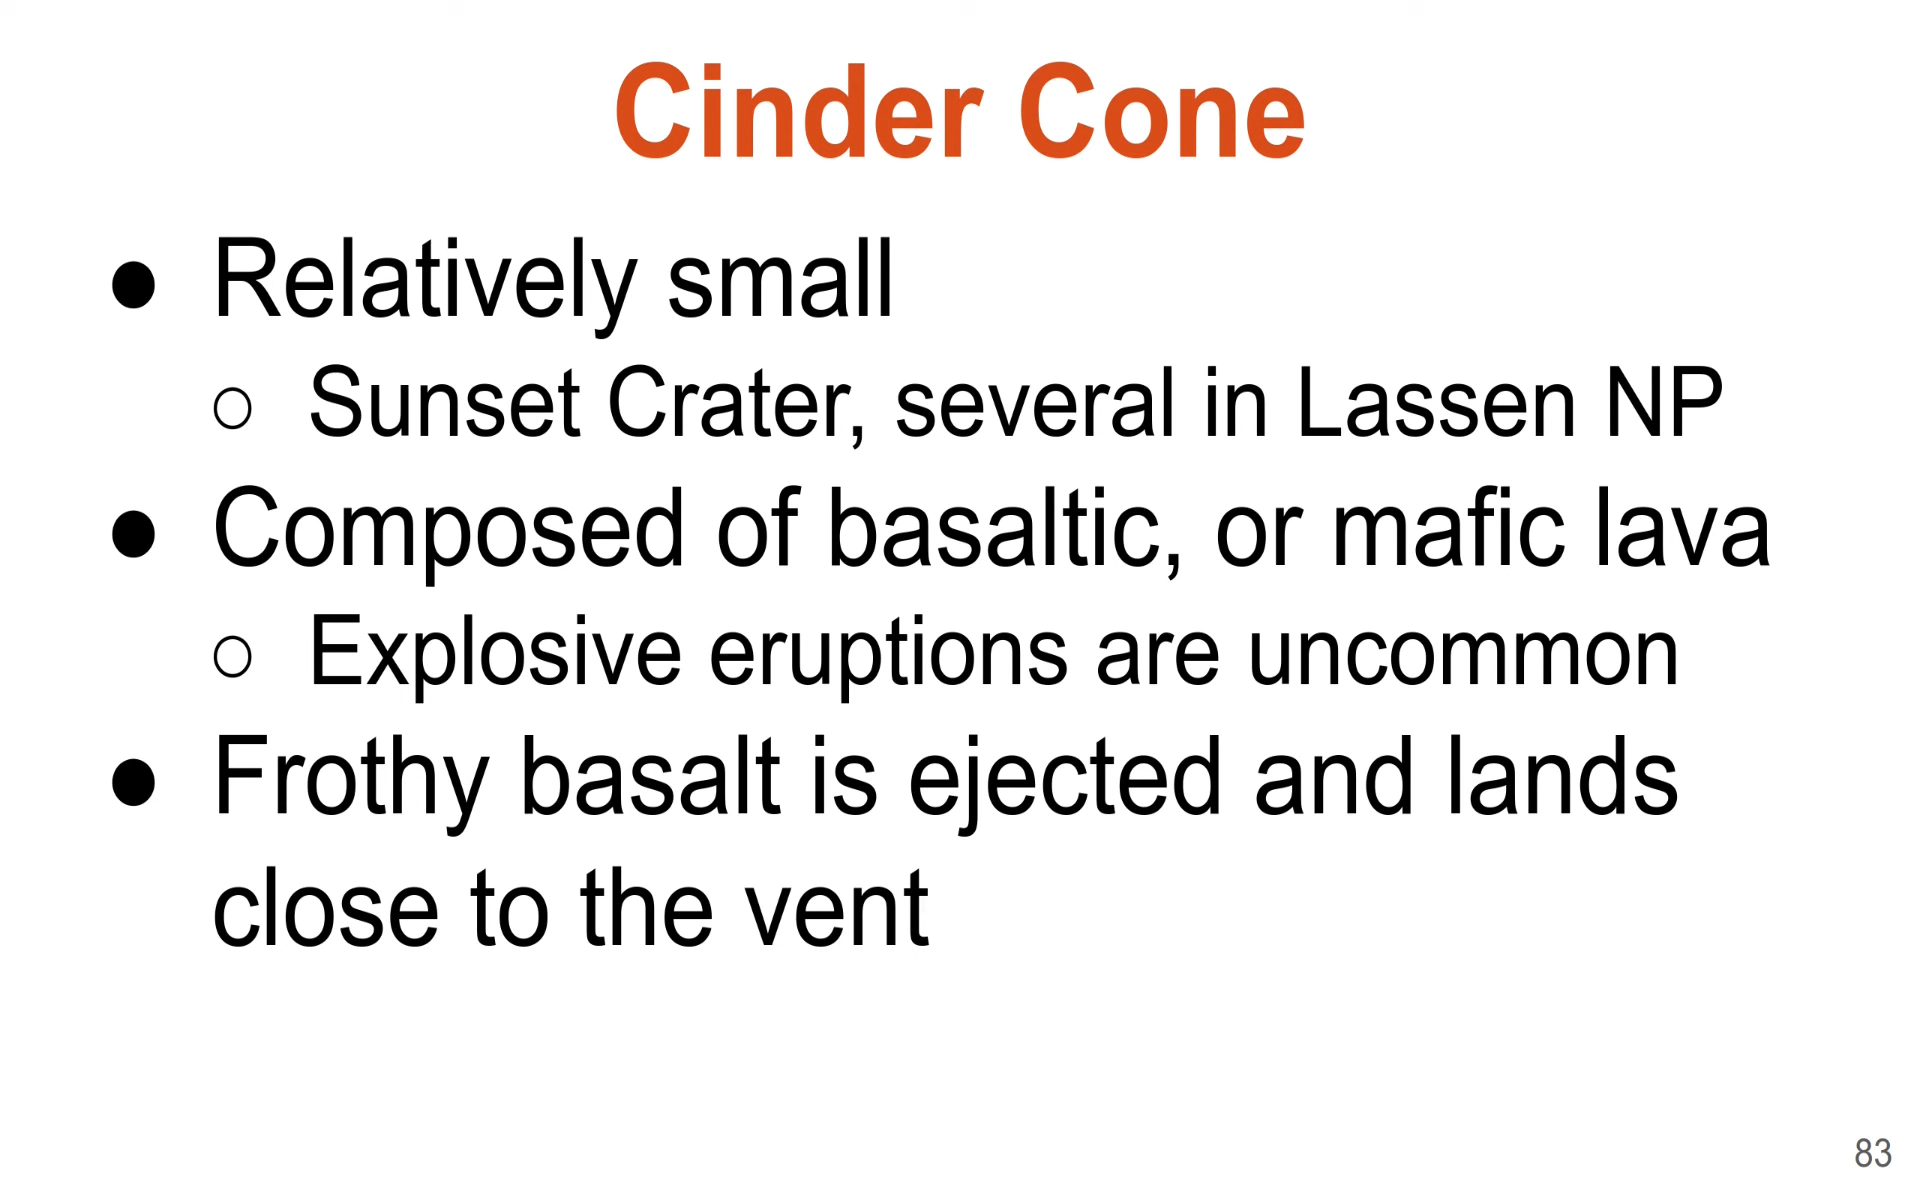 Cinder Cone
● Relatively small
○ Sunset Crater, several in Lassen NP
● Composed of basaltic, or mafic lava
○ Explosive eruptions are uncommon
● Frothy basalt is ejected and lands
close to the vent
83